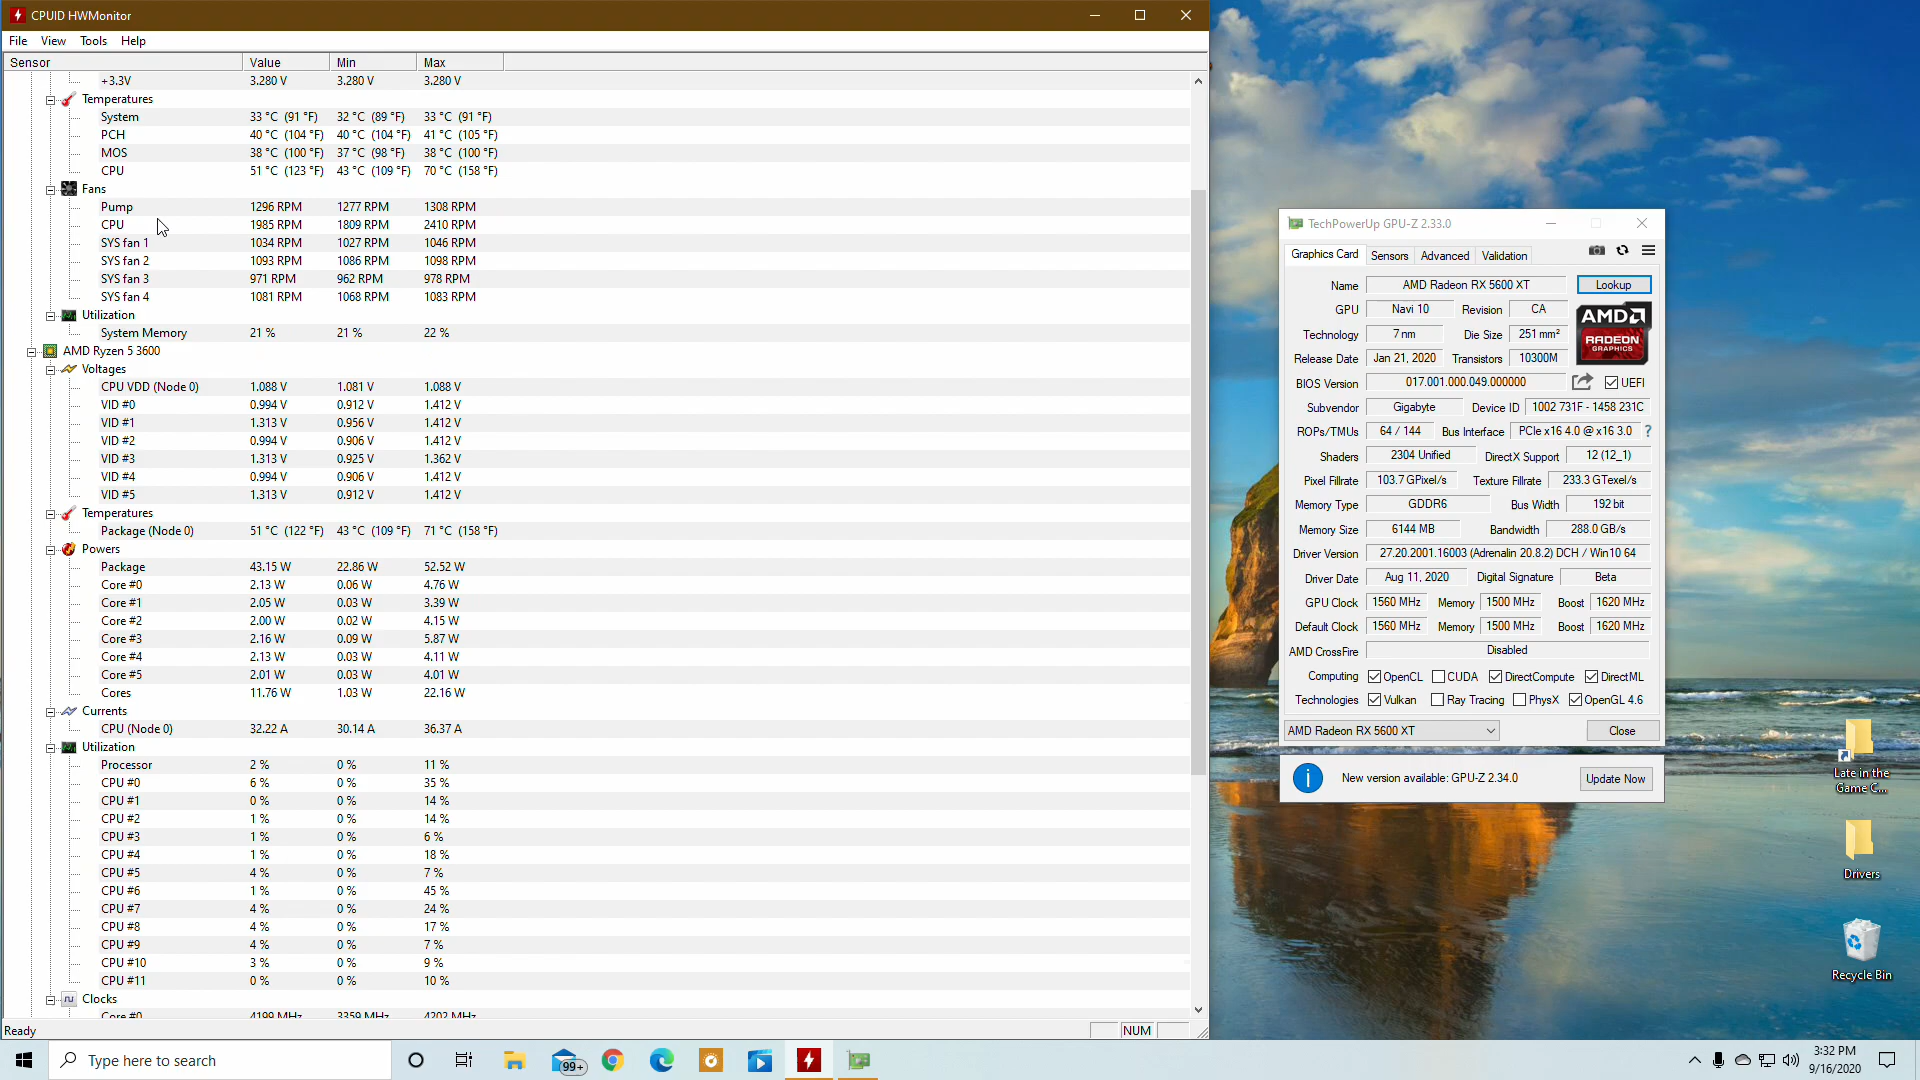 CPUID HWMonitor
File View Tools Help
Sensor Value Min Max
+3.3V 3.280 V 3.280 V 3.280 V
Temperatures
System 33 °C (91 °F) 32 °C (89 °F) 33 °C (91 °F)
PCH 40 °C (104 °F) 40 °C (104 °F) 41 °C (105 °F)
MOS 38 °C (100 °F) 37 °C (98 °F) 38 °C (100 °F)
CPU 51 °C (123 °F) 43 °C (109 °F) 70 °C (158 °F)
Fans
Pump 1296 RPM 1277 RPM 1308 RPM
CPU 1985 RPM 1809 RPM 2410 RPM
SYS fan 1 1034 RPM 1027 RPM 1046 RPM
SYS fan 2 1093 RPM 1086 RPM 1098 RPM
SYS fan 3 971 RPM 962 RPM 978 RPM
SYS fan 4 1081 RPM 1068 RPM 1083 RPM
Utilization
System Memory 21 % 21 % 22 %
AMD Ryzen 5 3600
Voltages
CPU VDD (Node 0) 1.088 V 1.081 V 1.088 V
VID #0 0.994 V 0.912 V 1.412 V
VID #1 1.313 V 0.956 V 1.412 V
VID #2 0.994 V 0.906 V 1.412 V
VID #3 1.313 V 0.925 V 1.362 V
VID #4 0.994 V 0.906 V 1.412 V
VID #5 1.313 V 0.912 V 1.412 V
Temperatures
Package (Node 0) 51 °C (122 °F) 43 °C (109 °F) 71 °C (158 °F)
Powers
Package 43.15 W 22.86 W 52.52 W
Core #0 2.13 W 0.06 W 4.76 W
Core #1 2.05 W 0.03 W 3.39 W
Core #2 2.00 W 0.02 W 4.15 W
Core #3 2.16 W 0.09 W 5.87 W
Core #4 2.13 W 0.03 W 4.11 W
Core #5 2.01 W 0.03 W 4.01 W
Cores 11.76 W 1.03 W 22.16 W
Currents
CPU (Node 0) 32.22 A 30.14 A 36.37 A
Utilization
Processor 2 % 0 % 11 %
CPU #0 6 % 0 % 35 %
CPU #1 0 % 0 % 14 %
CPU #2 1 % 0 % 14 %
CPU #3 1 % 0 % 6 %
CPU #4 1 % 0 % 18 %
CPU #5 4 % 0 % 7 %
CPU #6 1 % 0 % 45 %
CPU #7 4 % 0 % 24 %
CPU #8 4 % 0 % 17 %
CPU #9 4 % 0 % 7 %
CPU #10 3 % 0 % 9 %
CPU #11 0 % 0 % 10 %
Clocks
Core #0 4199 MHz 3359 MHz 4202 MHz
Ready NUM
TechPowerUp GPU-Z 2.33.0
Graphics Card Sensors Advanced Validation
Name AMD Radeon RX 5600 XT Lookup
GPU Navi 10 Revision CA
AMD RADEON GRAPHICS
Technology 7 nm Die Size 251 mm²
Release Date Jan 21, 2020 Transistors 10300M
BIOS Version 017.001.000.049.000000 UEFI
Subvendor Gigabyte Device ID 1002 731F - 1458 231C
ROPs/TMUs 64 / 144 Bus Interface PCIe x16 4.0 @ x16 3.0 ?
Shaders 2304 Unified DirectX Support 12 (12_1)
Pixel Fillrate 103.7 GPixel/s Texture Fillrate 233.3 GTexel/s
Memory Type GDDR6 Bus Width 192 bit
Memory Size 6144 MB Bandwidth 288.0 GB/s
Driver Version 27.20.2001.16003 (Adrenalin 20.8.2) DCH / Win10 64
Driver Date Aug 11, 2020 Digital Signature Beta
GPU Clock 1560 MHz Memory 1500 MHz Boost 1620 MHz
Default Clock 1560 MHz Memory 1500 MHz Boost 1620 MHz
AMD CrossFire Disabled
Computing OpenCL CUDA DirectCompute DirectML
Technologies Vulkan Ray Tracing PhysX OpenGL 4.6
AMD Radeon RX 5600 XT Close
New version available: GPU-Z 2.34.0 Update Now
Late in the
Game C...
Drivers
Recycle Bin
Type here to search
99+
3:32 PM
9/16/2020